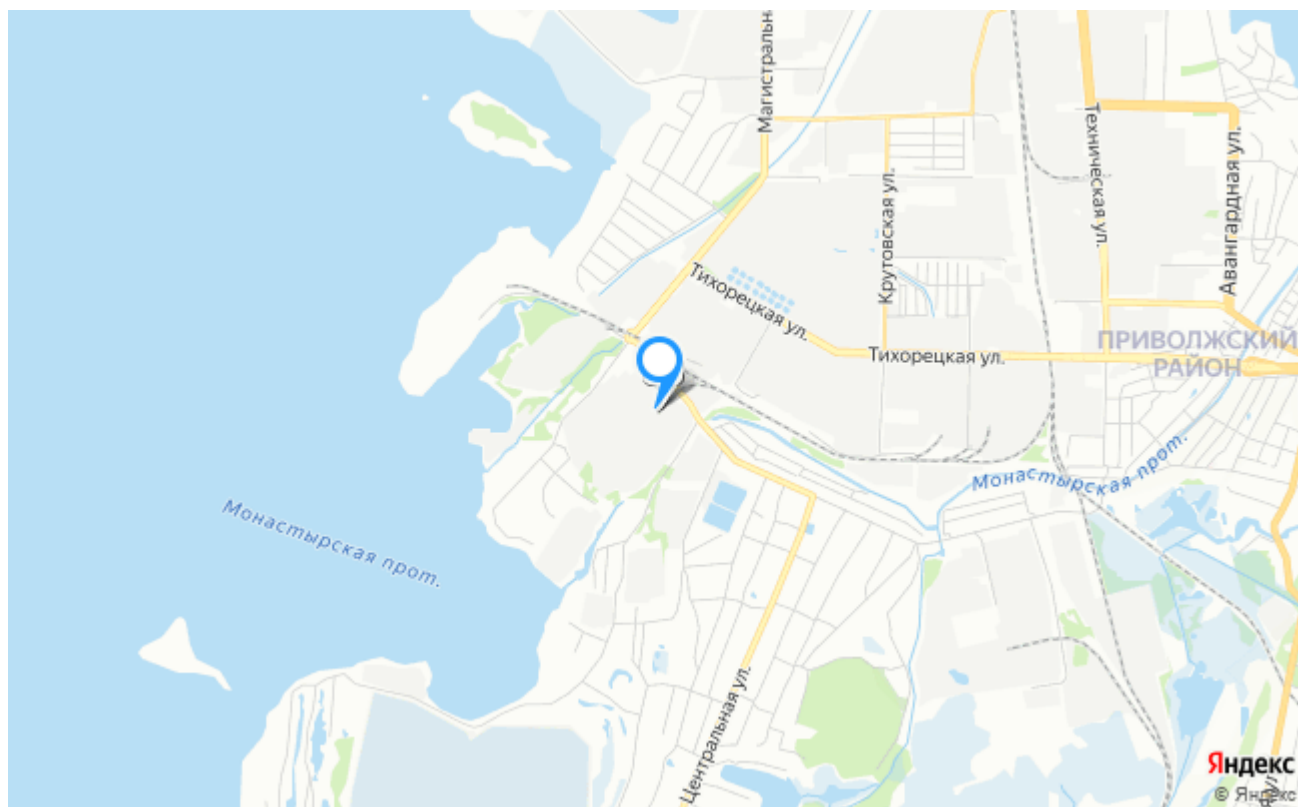 Магистральн
Техническая ул.
Авангардная ул.
Крутовская ул.
Тихорецкая ул.
Тихорецкая ул.
ПРИВОЛЖСКИЙ
РАЙОН
Монастырская прот.
Монастырская прот.
Центральная ул.
Яндекс
© Яндекс